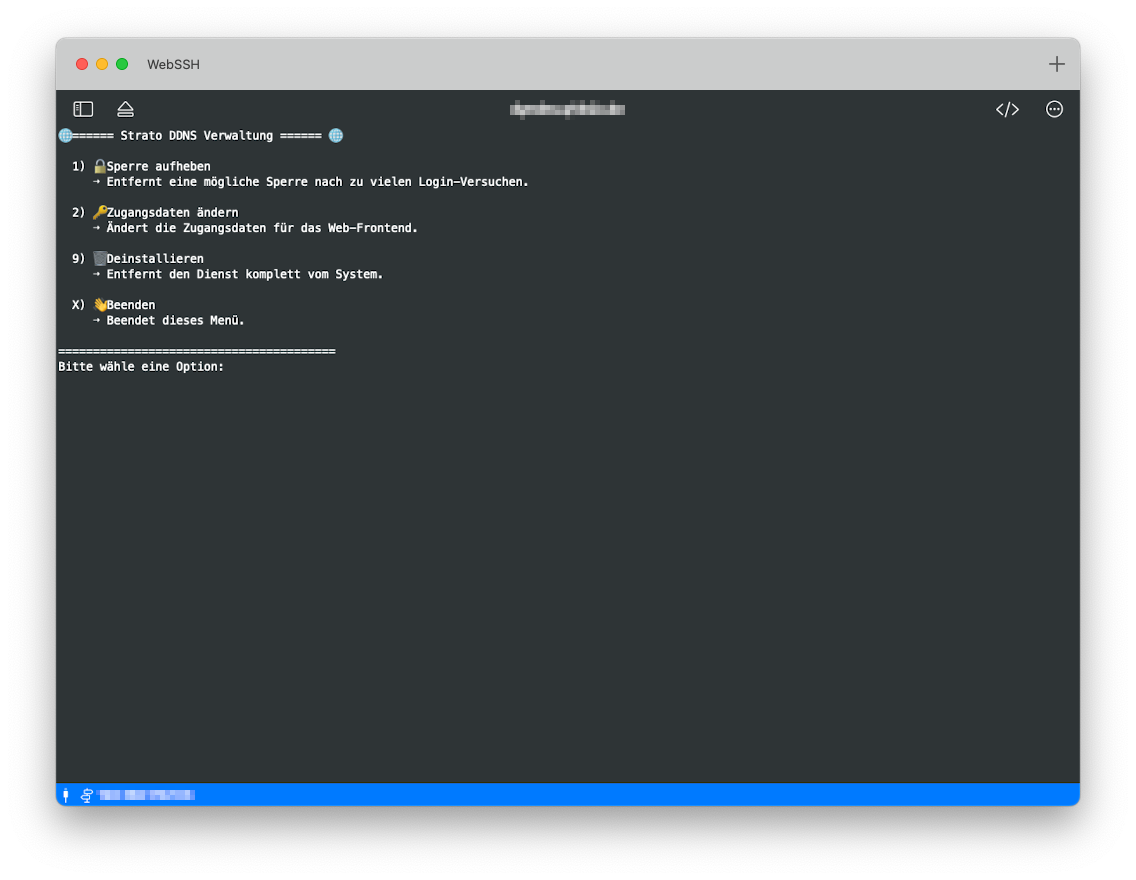 WebSSH
====== Strato DDNS Verwaltung ======
1) Sperre aufheben
→ Entfernt eine mögliche Sperre nach zu vielen Login-Versuchen.
2) Zugangsdaten ändern
→ Ändert die Zugangsdaten für das Web-Frontend.
9) Deinstallieren
→ Entfernt den Dienst komplett vom System.
X) Beenden
→ Beendet dieses Menü.
========================================
Bitte wähle eine Option: